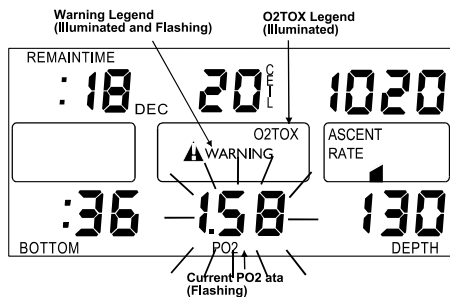 Warning Legend
(Illuminated and Flashing)
O2TOX Legend
(Illuminated)
REMAINTIME
:18 DEC
20 CEIL
1020
O2TOX
WARNING
ASCENT
RATE
:36
1.58
130
BOTTOM
PO2
DEPTH
Current PO2 ata
(Flashing)